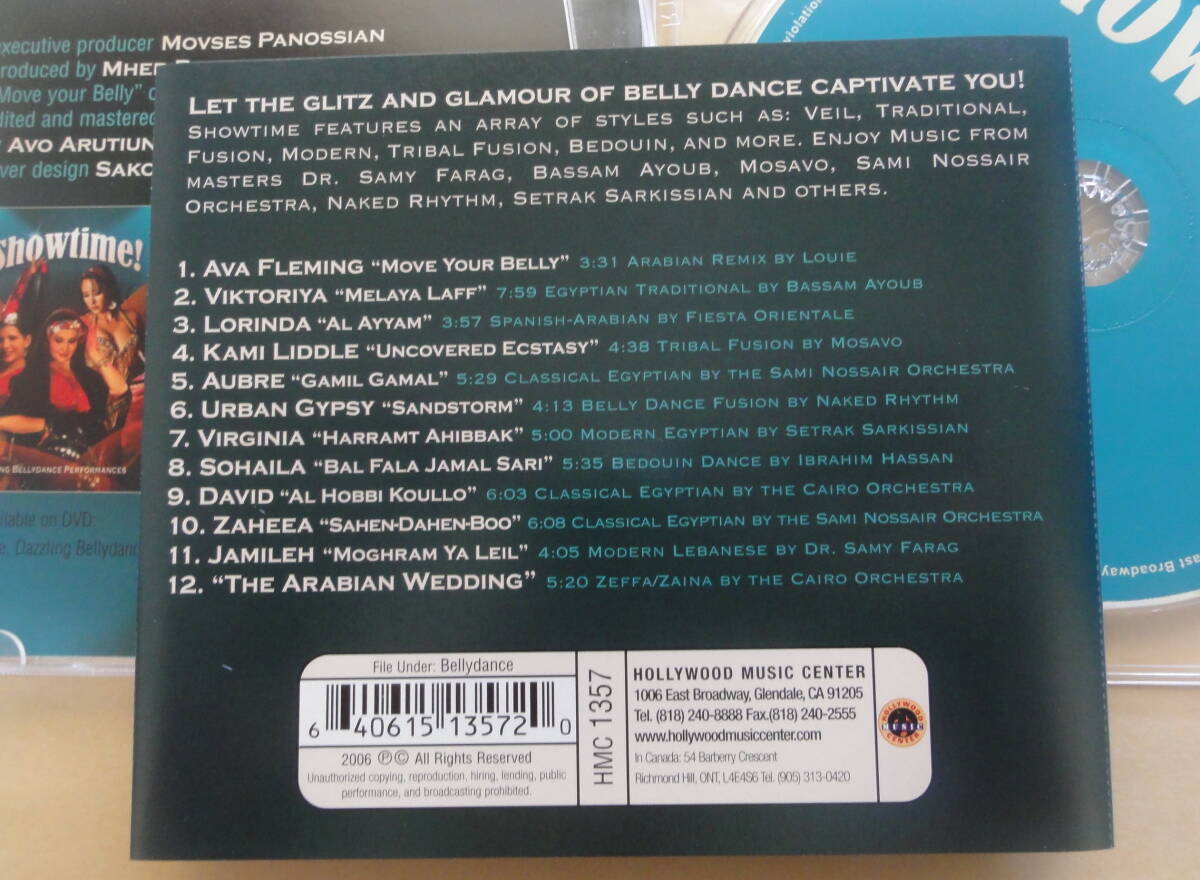 executive producer MOVSES PANOSSIAN
produced by MHER
"Move your Belly"
edited and mastered
AVO ARUTIUN
cover design SAKO
Showtime!
BELLYDANCE PERFORMANCES
available on DVD:
Dazzling Bellydanc
LET THE GLITZ AND GLAMOUR OF BELLY DANCE CAPTIVATE YOU!
SHOWTIME FEATURES AN ARRAY OF STYLES SUCH AS: VEIL, TRADITIONAL,
FUSION, MODERN, TRIBAL FUSION, BEDOUIN, AND MORE. ENJOY MUSIC FROM
MASTERS DR. SAMY FARAG, BASSAM AYOUB, MOSAVO, SAMI NOSSAIR
ORCHESTRA, NAKED RHYTHM, SETRAK SARKISSIAN AND OTHERS.
1. AVA FLEMING "MOVE YOUR BELLY" 3:31 ARABIAN REMIX BY LOUIE
2. VIKTORIYA "MELAYA LAFF" 7:59 EGYPTIAN TRADITIONAL BY BASSAM AYOUB
3. LORINDA "AL AYYAM" 3:57 SPANISH-ARABIAN BY FIESTA ORIENTALE
4. KAMI LIDDLE "UNCOVERED ECSTASY" 4:38 TRIBAL FUSION BY MOSAVO
5. AUBRE "GAMIL GAMAL" 5:29 CLASSICAL EGYPTIAN BY THE SAMI NOSSAIR ORCHESTRA
6. URBAN GYPSY "SANDSTORM" 4:13 BELLY DANCE FUSION BY NAKED RHYTHM
7. VIRGINIA "HARRAMT AHIBBAK" 5:00 MODERN EGYPTIAN BY SETRAK SARKISSIAN
8. SOHAILA "BAL FALA JAMAL SARI" 5:35 BEDOUIN DANCE BY IBRAHIM HASSAN
9. DAVID "AL HOBBI KOULLO" 6:03 CLASSICAL EGYPTIAN BY THE CAIRO ORCHESTRA
10. ZAHEEA "SAHEN-DAHEN-BOO" 6:08 CLASSICAL EGYPTIAN BY THE SAMI NOSSAIR ORCHESTRA
11. JAMILEH "MOGHRAM YA LEIL" 4:05 MODERN LEBANESE BY DR. SAMY FARAG
12. "THE ARABIAN WEDDING" 5:20 ZEFFA/ZAINA BY THE CAIRO ORCHESTRA
File Under: Bellydance
6 40615 13572 0
2006 ℗© All Rights Reserved
Unauthorized copying, reproduction, hiring, lending, public
performance, and broadcasting prohibited.
HMC 1357
HOLLYWOOD MUSIC CENTER
1006 East Broadway, Glendale, CA 91205
Tel. (818) 240-8888 Fax.(818) 240-2555
www.hollywoodmusiccenter.com
In Canada: 54 Barberry Crescent
Richmond Hill, ONT, L4E4S6 Tel. (905) 313-0420
HOLLYWOOD
MUSIC
CENTER
violation
East Broadway